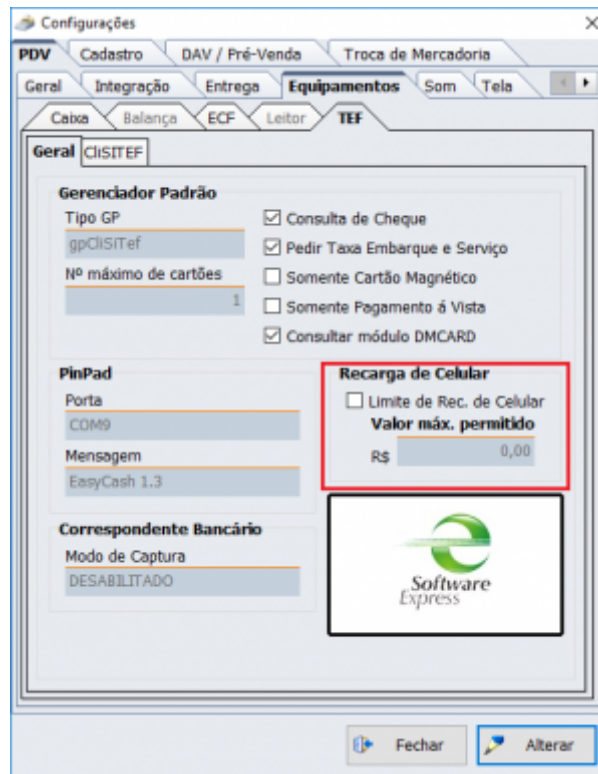 Configurações
PDV Cadastro DAV / Pré-Venda Troca de Mercadoria
Geral Integração Entrega Equipamentos Som Tela
Caixa Balança ECF Leitor TEF
Geral CliSITEF
Gerenciador Padrão
Tipo GP
gpCliSiTef
Nº máximo de cartões
1
Consulta de Cheque
Pedir Taxa Embarque e Serviço
Somente Cartão Magnético
Somente Pagamento á Vista
Consultar módulo DMCARD
PinPad
Porta
COM9
Mensagem
EasyCash 1.3
Recarga de Celular
Limite de Rec. de Celular
Valor máx. permitido
R$ 0,00
Correspondente Bancário
Modo de Captura
DESABILITADO
Software
Express
Fechar Alterar